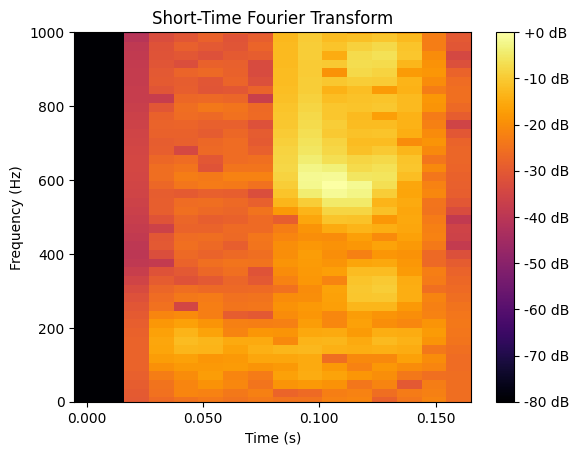 Short-Time Fourier Transform
1000
800
600
400
200
0
Frequency (Hz)
0.000
0.050
0.100
0.150
Time (s)
+0 dB
-10 dB
-20 dB
-30 dB
-40 dB
-50 dB
-60 dB
-70 dB
-80 dB